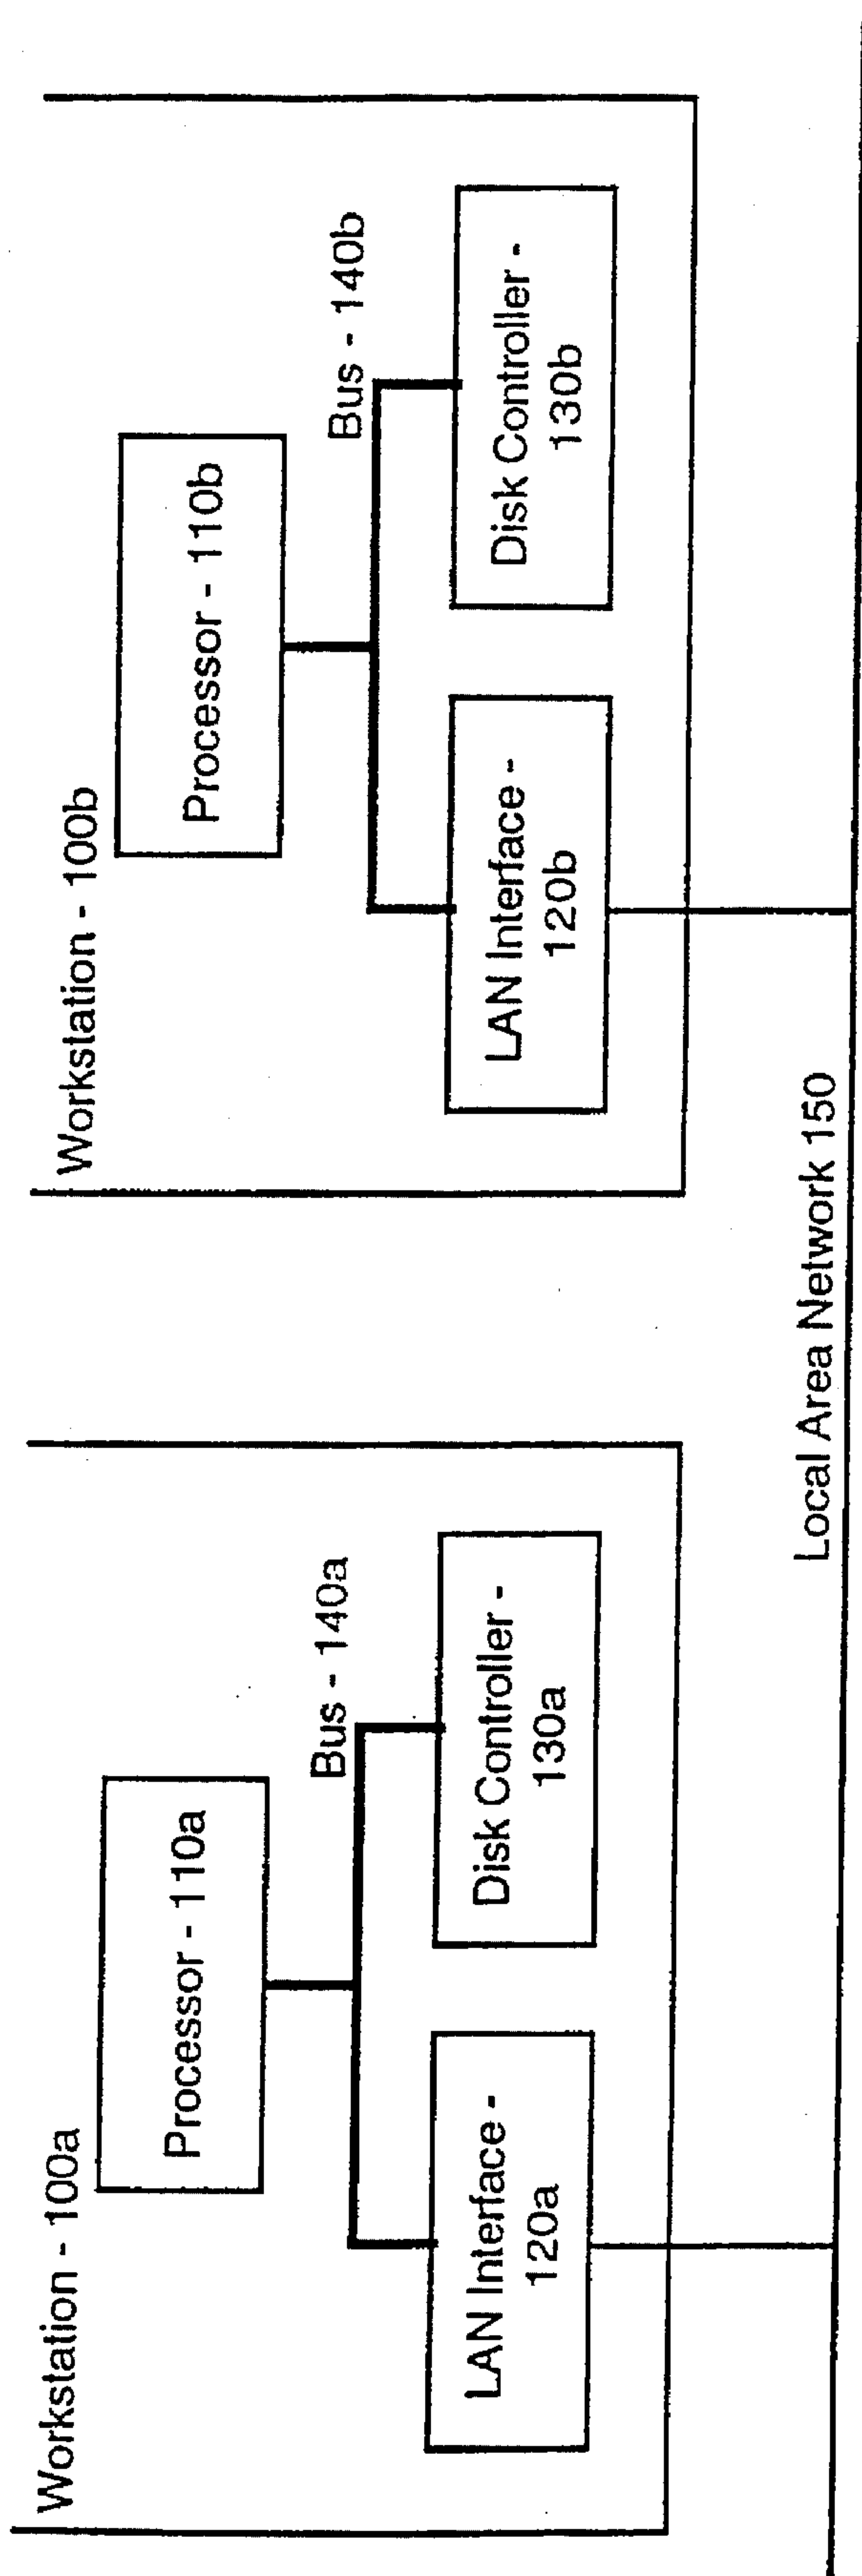 Workstation - 100a
Processor - 110a
Bus - 140a
LAN Interface -
120a
Disk Controller -
130a
Workstation - 100b
Processor - 110b
Bus - 140b
LAN Interface -
120b
Disk Controller -
130b
Local Area Network 150